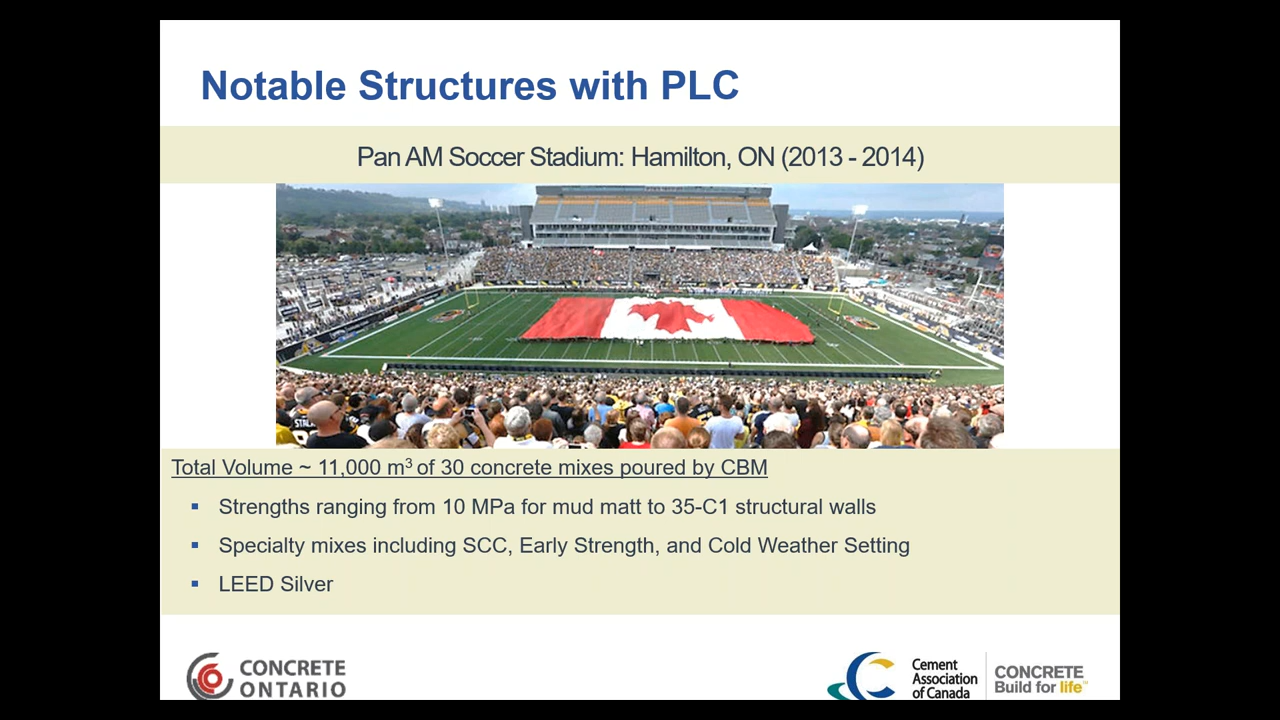 Notable Structures with PLC
Pan AM Soccer Stadium: Hamilton, ON (2013 - 2014)
Total Volume ~ 11,000 m³ of 30 concrete mixes poured by CBM
▪ Strengths ranging from 10 MPa for mud matt to 35-C1 structural walls
▪ Specialty mixes including SCC, Early Strength, and Cold Weather Setting
▪ LEED Silver
CONCRETE
ONTARIO
Cement
Association
of Canada
CONCRETE
Build for life™